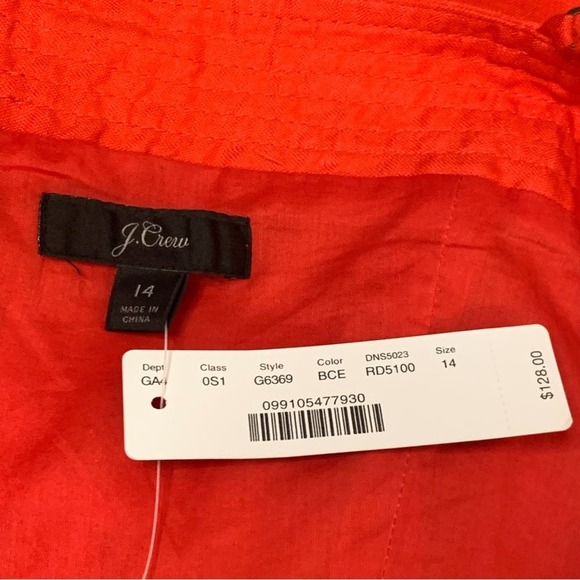 J.Crew
14
MADE IN
CHINA
Dept Class Style Color DNS5023 Size
GA4 0S1 G6369 BCE RD5100 14
099105477930
$128.00